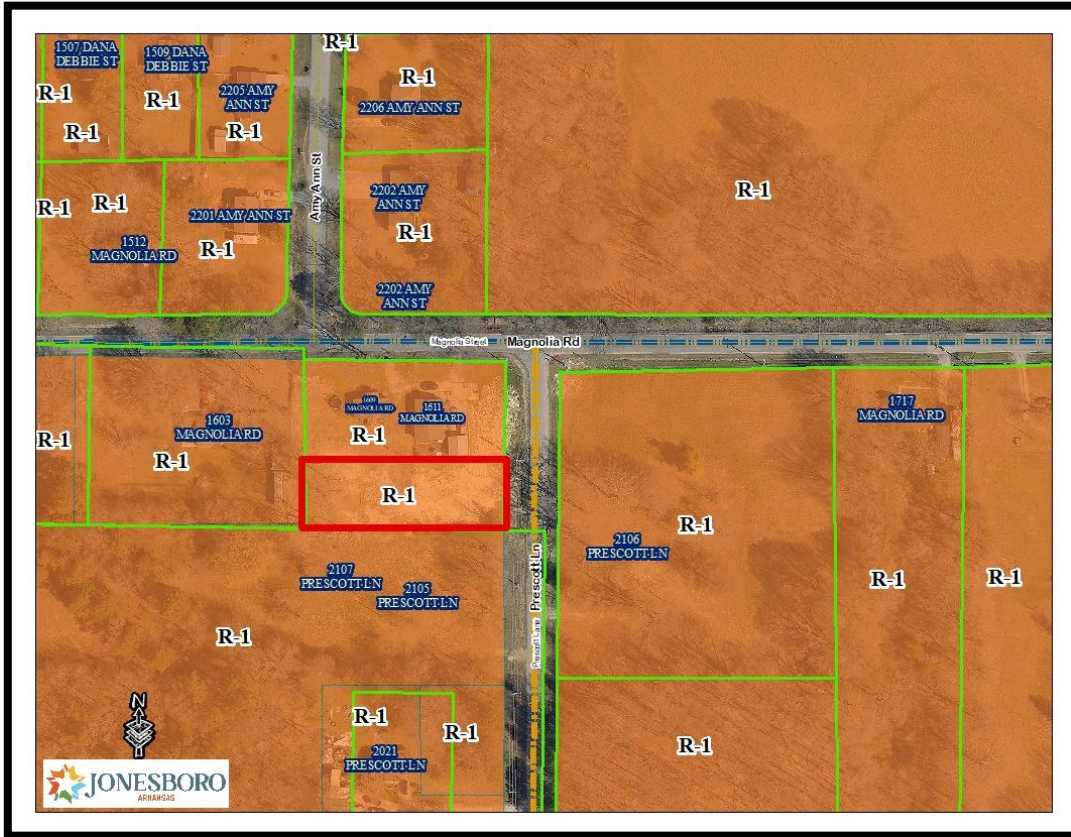 R-1
1507 DANA
DEBBIE ST
1509 DANA
DEBBIE ST
R-1
R-1
R-1
2205 AMY
ANN ST
R-1
R-1
2206 AMY ANN ST
Amy Ann St
R-1
R-1
R-1
2201 AMY ANN ST
R-1
1512
MAGNOLIA RD
2202 AMY
ANN ST
R-1
2202 AMY
ANN ST
Magnolia Street
Magnolia Rd
1609
MAGNOLIA RD
1611
MAGNOLIA RD
R-1
1603
MAGNOLIA RD
R-1
R-1
R-1
1717
MAGNOLIA RD
R-1
2106
PRESCOTT LN
R-1
R-1
2107
PRESCOTT LN
2105
PRESCOTT LN
Prescott Ln
Prescott Lane
R-1
R-1
R-1
2021
PRESCOTT LN
R-1
N
JONESBORO
ARKANSAS